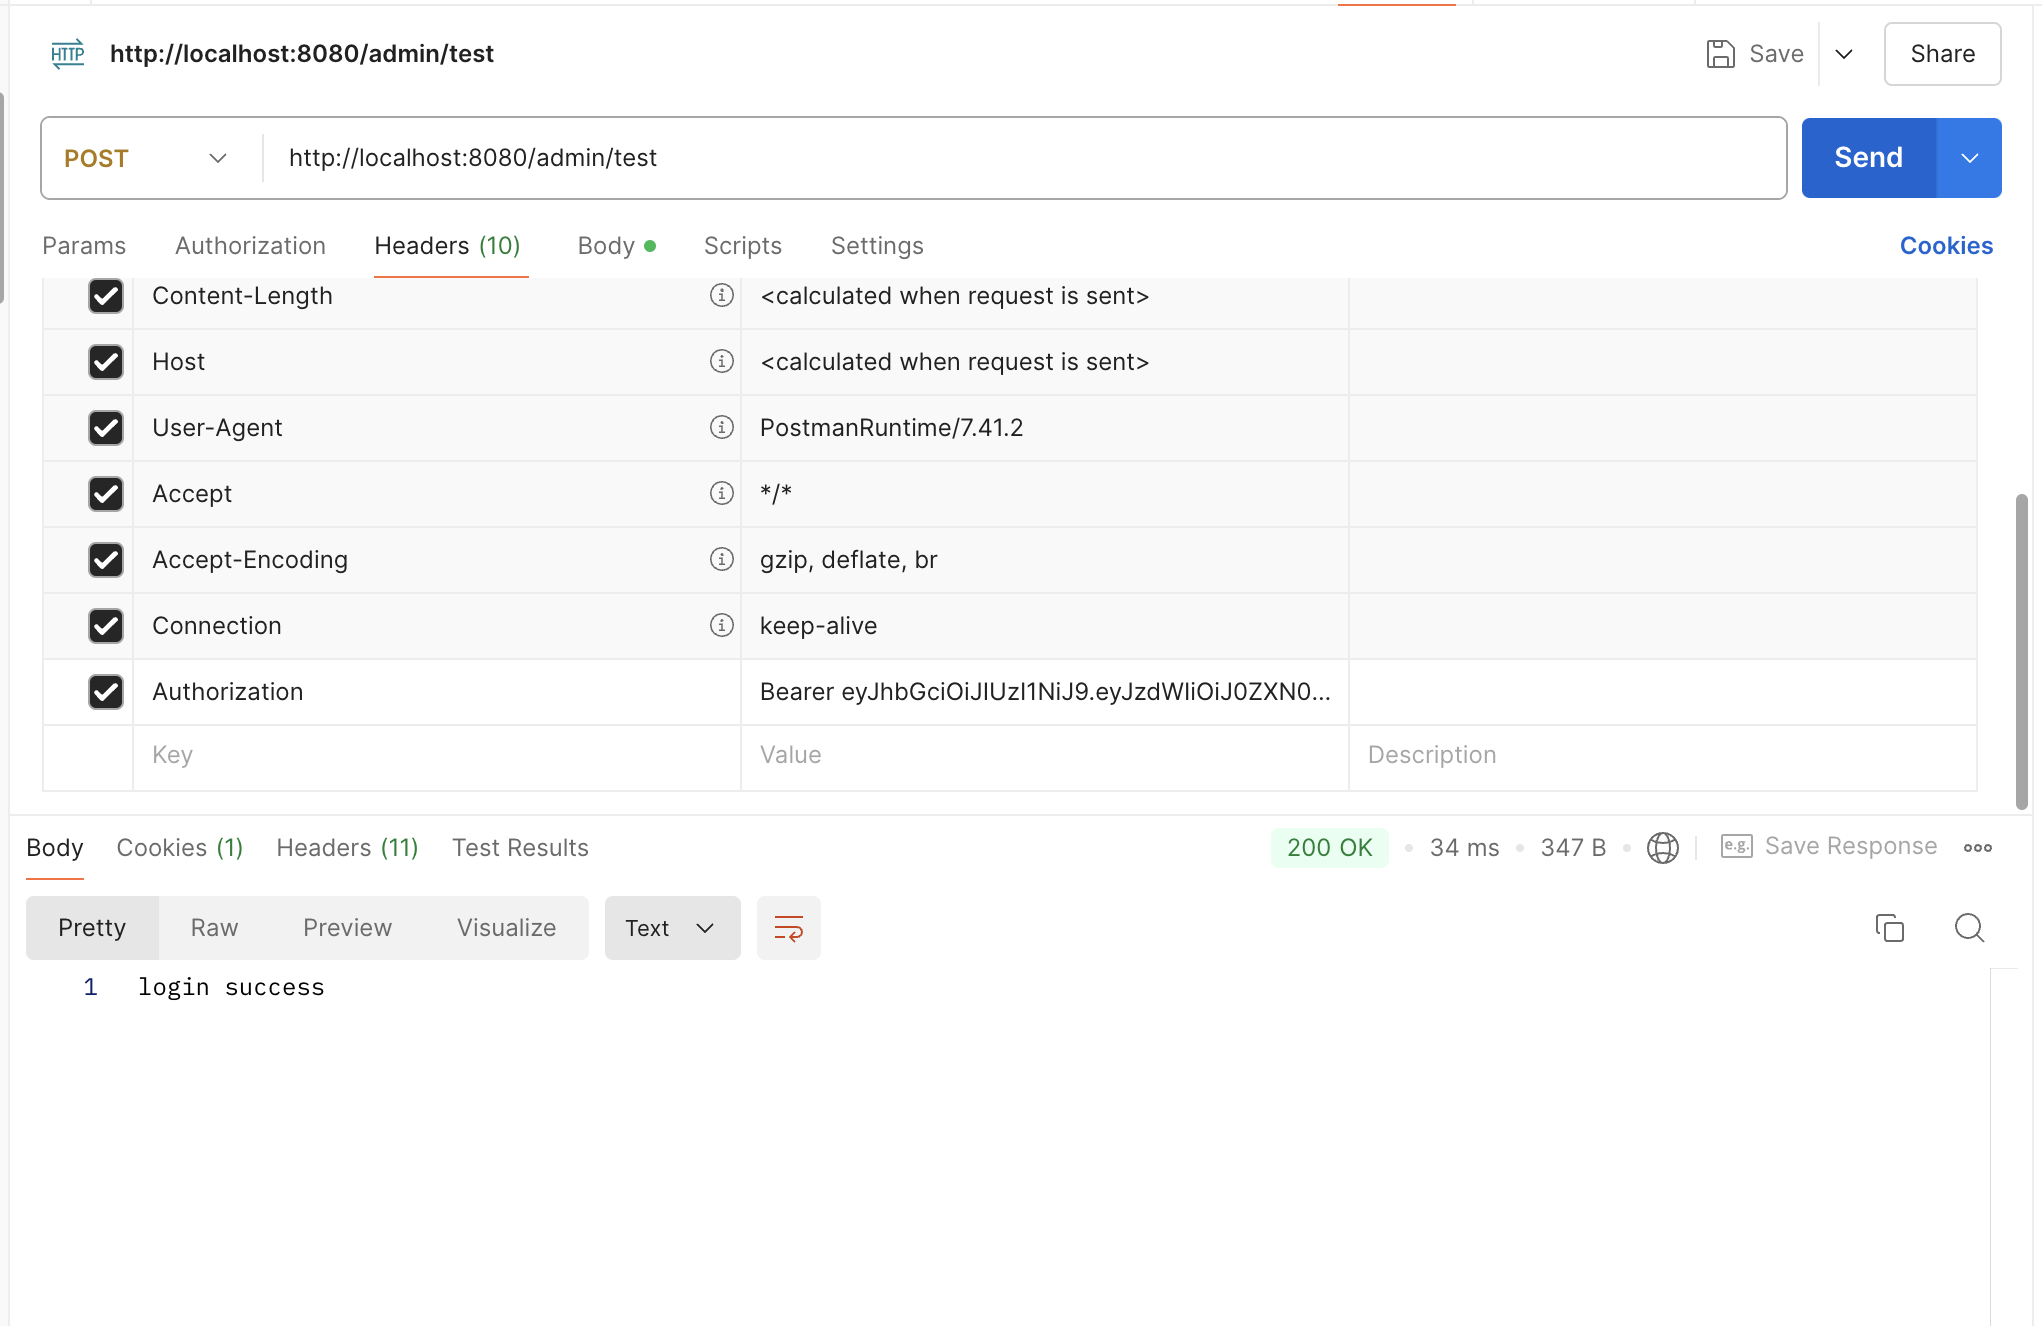 HTTP http://localhost:8080/admin/test Save Share
POST http://localhost:8080/admin/test Send
Params Authorization Headers (10) Body Scripts Settings Cookies
Content-Length <calculated when request is sent>
Host <calculated when request is sent>
User-Agent PostmanRuntime/7.41.2
Accept */*
Accept-Encoding gzip, deflate, br
Connection keep-alive
Authorization Bearer eyJhbGciOiJIUzI1NiJ9.eyJzdWIiOiJ0ZXN0...
Key Value Description
Body Cookies (1) Headers (11) Test Results 200 OK 34 ms 347 B e.g. Save Response
Pretty Raw Preview Visualize Text
1 login success